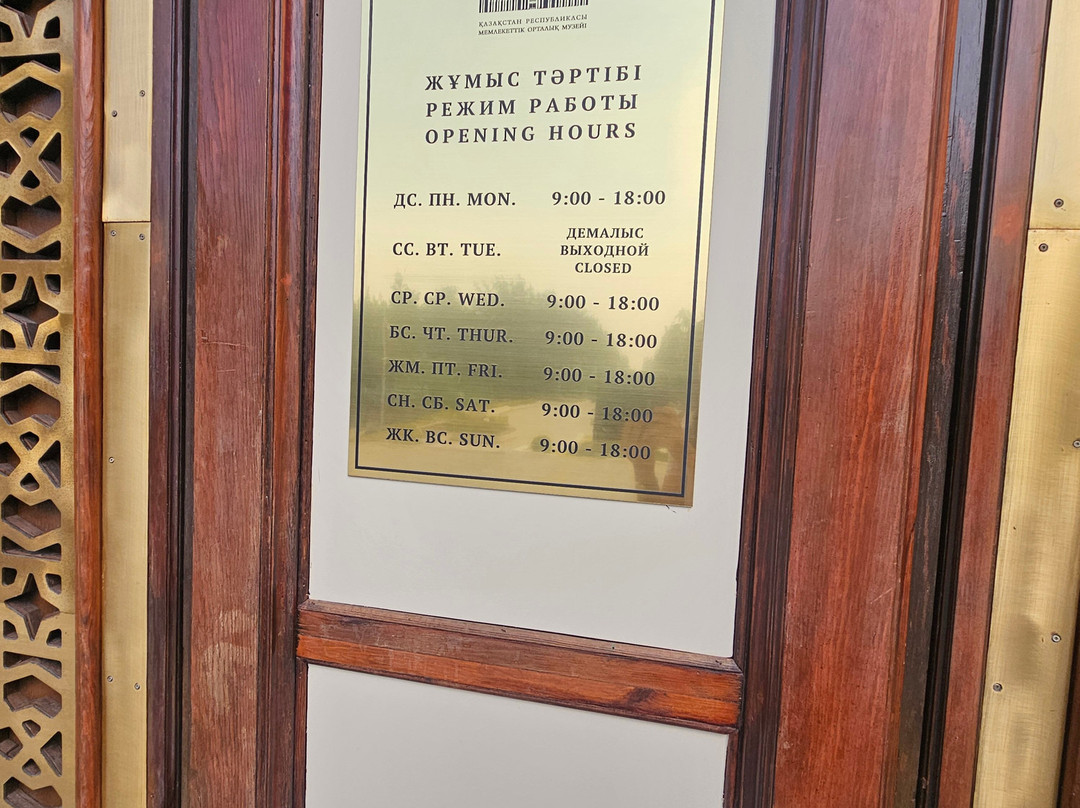 ҚАЗАҚСТАН РЕСПУБЛИКАСЫ
МЕМЛЕКЕТТІК ОРТАЛЫҚ МУЗЕЙІ
ЖҰМЫС ТӘРТІБІ
РЕЖИМ РАБОТЫ
OPENING HOURS
ДС. ПН. MON. 9:00 - 18:00
СС. ВТ. TUE. ДЕМАЛЫС
ВЫХОДНОЙ
CLOSED
СР. СР. WED. 9:00 - 18:00
БС. ЧТ. THUR. 9:00 - 18:00
ЖМ. ПТ. FRI. 9:00 - 18:00
СН. СБ. SAT. 9:00 - 18:00
ЖК. ВС. SUN. 9:00 - 18:00